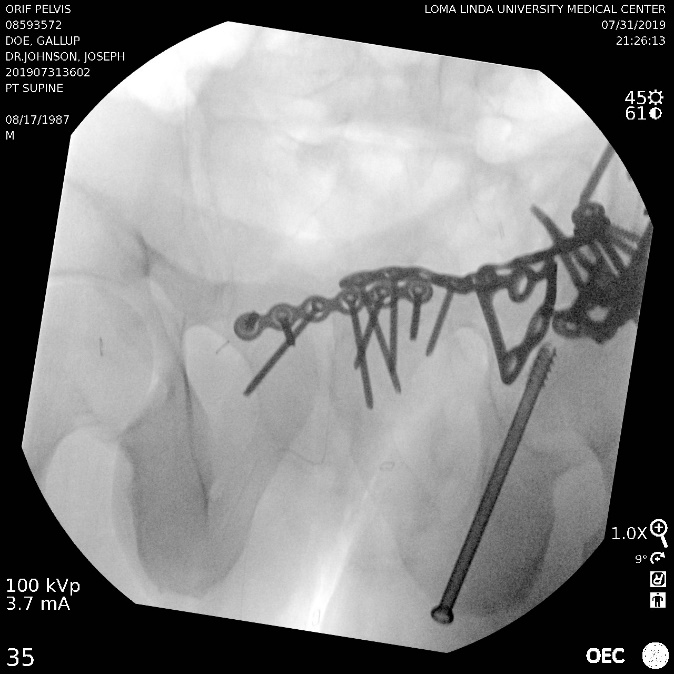 ORIF PELVIS
08593572
DOE, GALLUP
DR.JOHNSON, JOSEPH
201907313602
PT SUPINE
08/17/1987
M
LOMA LINDA UNIVERSITY MEDICAL CENTER
07/31/2019
21:26:13
45
61
1.0X
9°
100 kVp
3.7 mA
35
OEC